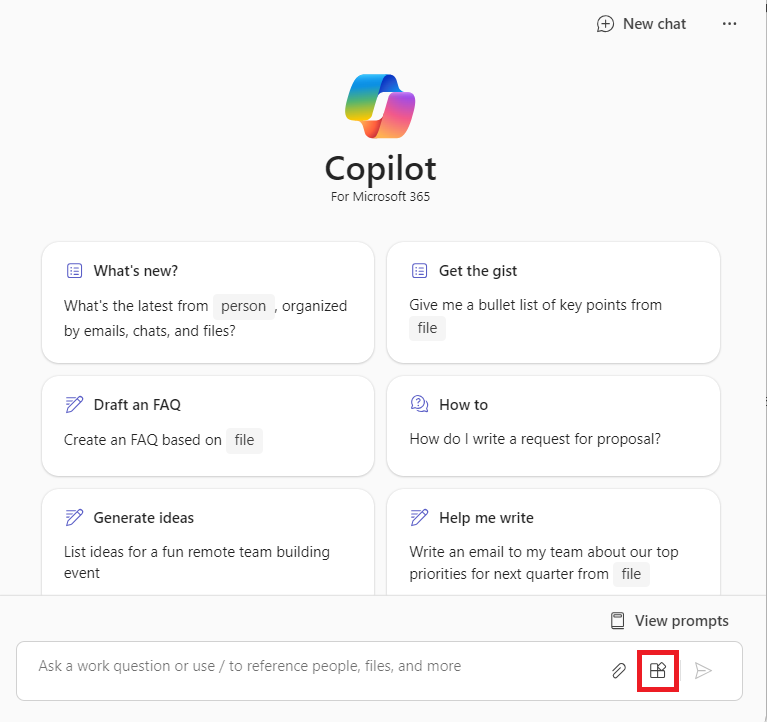 New chat
Copilot
For Microsoft 365
What's new?
What's the latest from person , organized
by emails, chats, and files?
Get the gist
Give me a bullet list of key points from
file
Draft an FAQ
Create an FAQ based on file
How to
How do I write a request for proposal?
Generate ideas
List ideas for a fun remote team building
event
Help me write
Write an email to my team about our top
priorities for next quarter from file
View prompts
Ask a work question or use / to reference people, files, and more